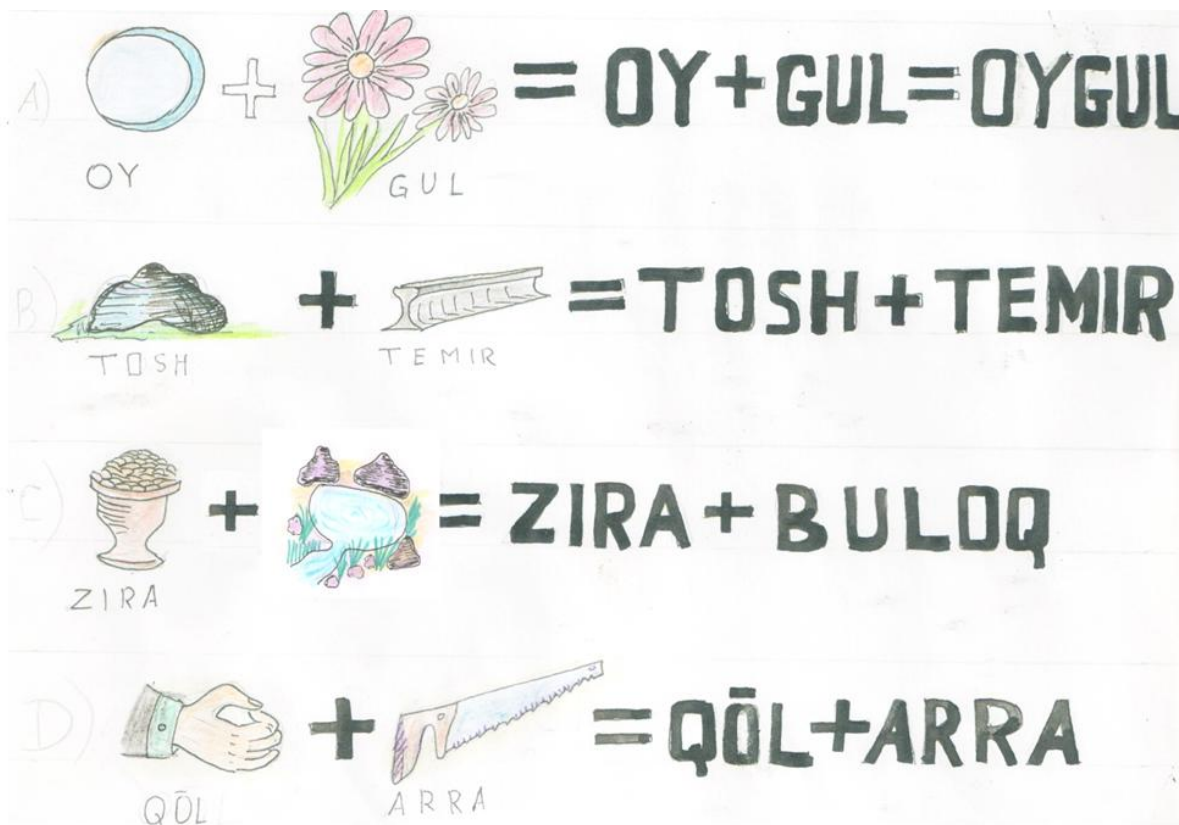 A) + = OY+GUL=OYGUL
OY GUL
B) + = TOSH+TEMIR
TOSH TEMIR
C) + = ZIRA+BULOQ
ZIRA
D) + = QŌL+ARRA
QŌL ARRA